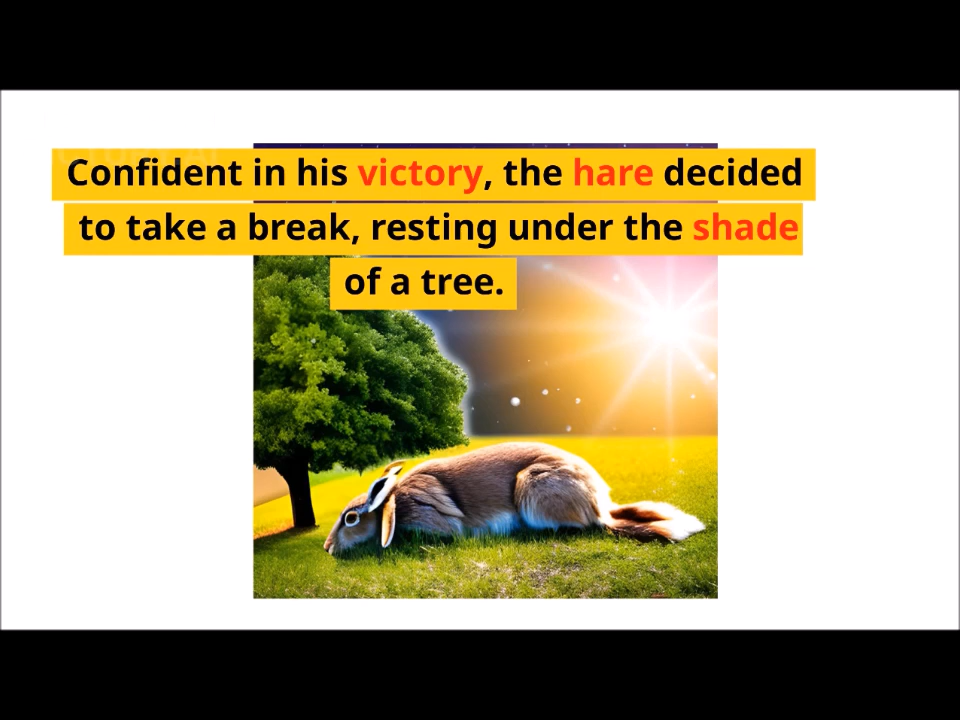 Confident in his victory, the hare decided
to take a break, resting under the shade
of a tree.